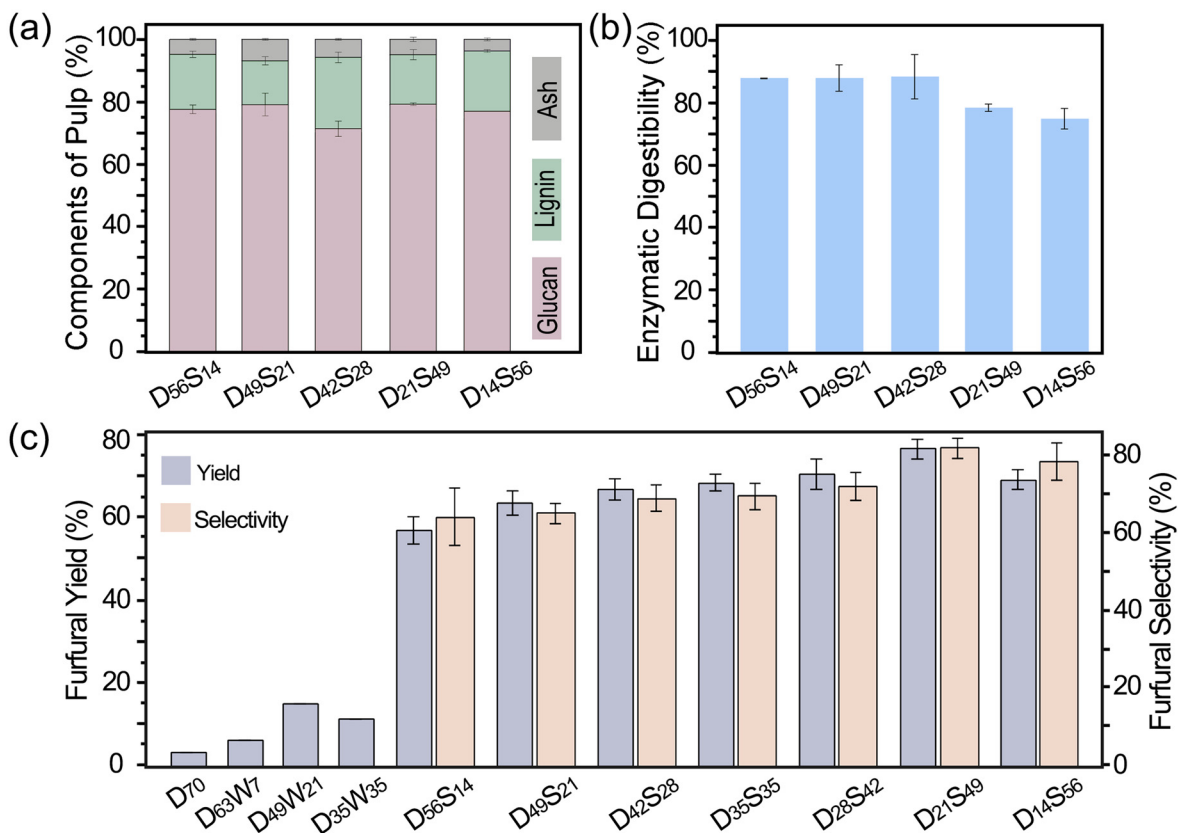 (a)
Components of Pulp (%)
100
80
60
40
20
0
Ash
Lignin
Glucan
D56S14
D49S21
D42S28
D21S49
D14S56
(b)
Enzymatic Digestibility (%)
100
80
60
40
20
0
D56S14
D49S21
D42S28
D21S49
D14S56
(c)
Furfural Yield (%)
80
60
40
20
0
Yield
Selectivity
80
60
40
20
0
Furfural Selectivity (%)
D70
D63W7
D49W21
D35W35
D56S14
D49S21
D42S28
D35S35
D28S42
D21S49
D14S56